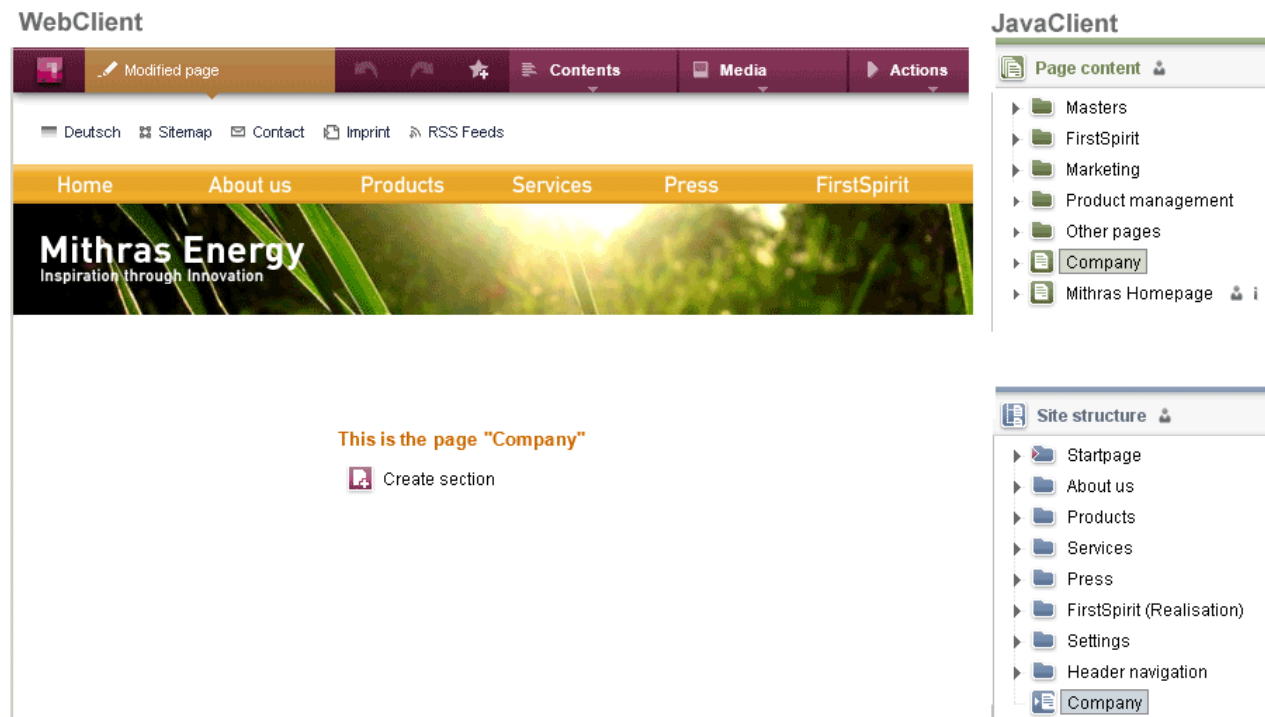 WebClient
JavaClient
Modified page
Contents
Media
Actions
Deutsch Sitemap Contact Imprint RSS Feeds
Home About us Products Services Press FirstSpirit
Mithras Energy
Inspiration through Innovation
This is the page "Company"
Create section
Page content
Masters
FirstSpirit
Marketing
Product management
Other pages
Company
Mithras Homepage i
Site structure
Startpage
About us
Products
Services
Press
FirstSpirit (Realisation)
Settings
Header navigation
Company